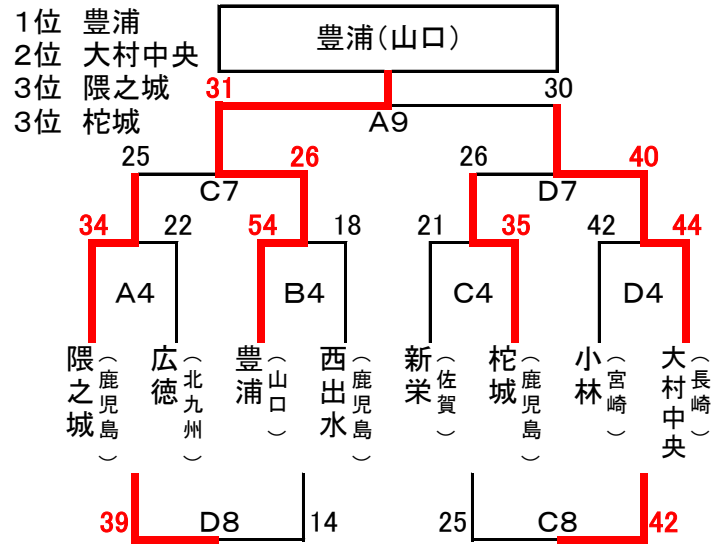 1位 豊浦
2位 大村中央
3位 隈之城
3位 柁城
豊浦(山口)
31
30
A9
25
26
26
40
C7
D7
34
22
54
18
21
35
42
44
A4
B4
C4
D4
隈之城
(鹿児島)
広徳
(北九州)
豊浦
(山口)
西出水
(鹿児島)
新栄
(佐賀)
柁城
(鹿児島)
小林
(宮崎)
大村中央
(長崎)
39
D8
14
25
C8
42